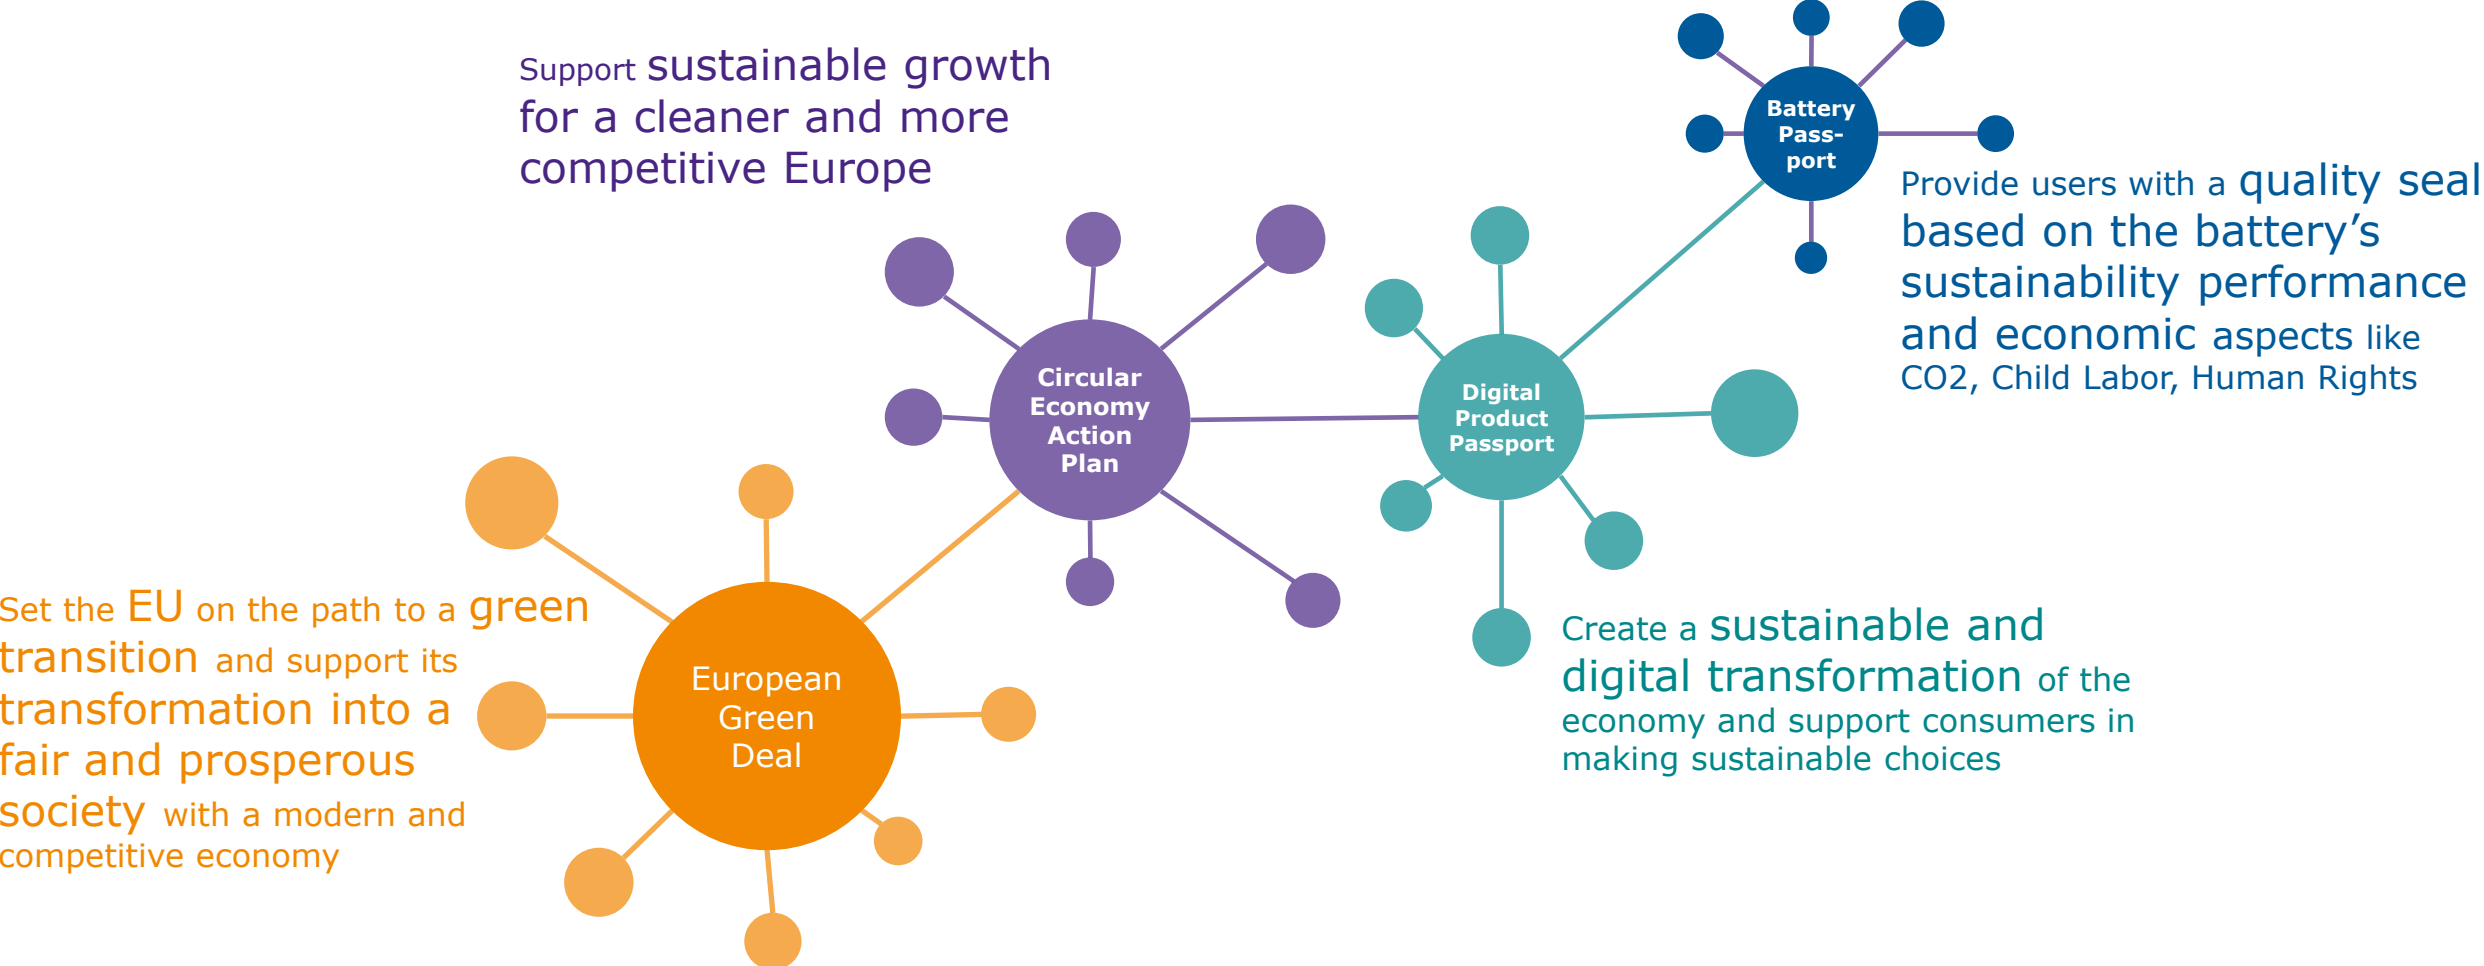 Support sustainable growth
for a cleaner and more
competitive Europe
Battery
Pass-
port
Provide users with a quality seal
based on the battery’s
sustainability performance
and economic aspects like
CO2, Child Labor, Human Rights
Circular
Economy
Action
Plan
Digital
Product
Passport
Set the EU on the path to a green
transition and support its
transformation into a
fair and prosperous
society with a modern and
competitive economy
European
Green
Deal
Create a sustainable and
digital transformation of the
economy and support consumers in
making sustainable choices